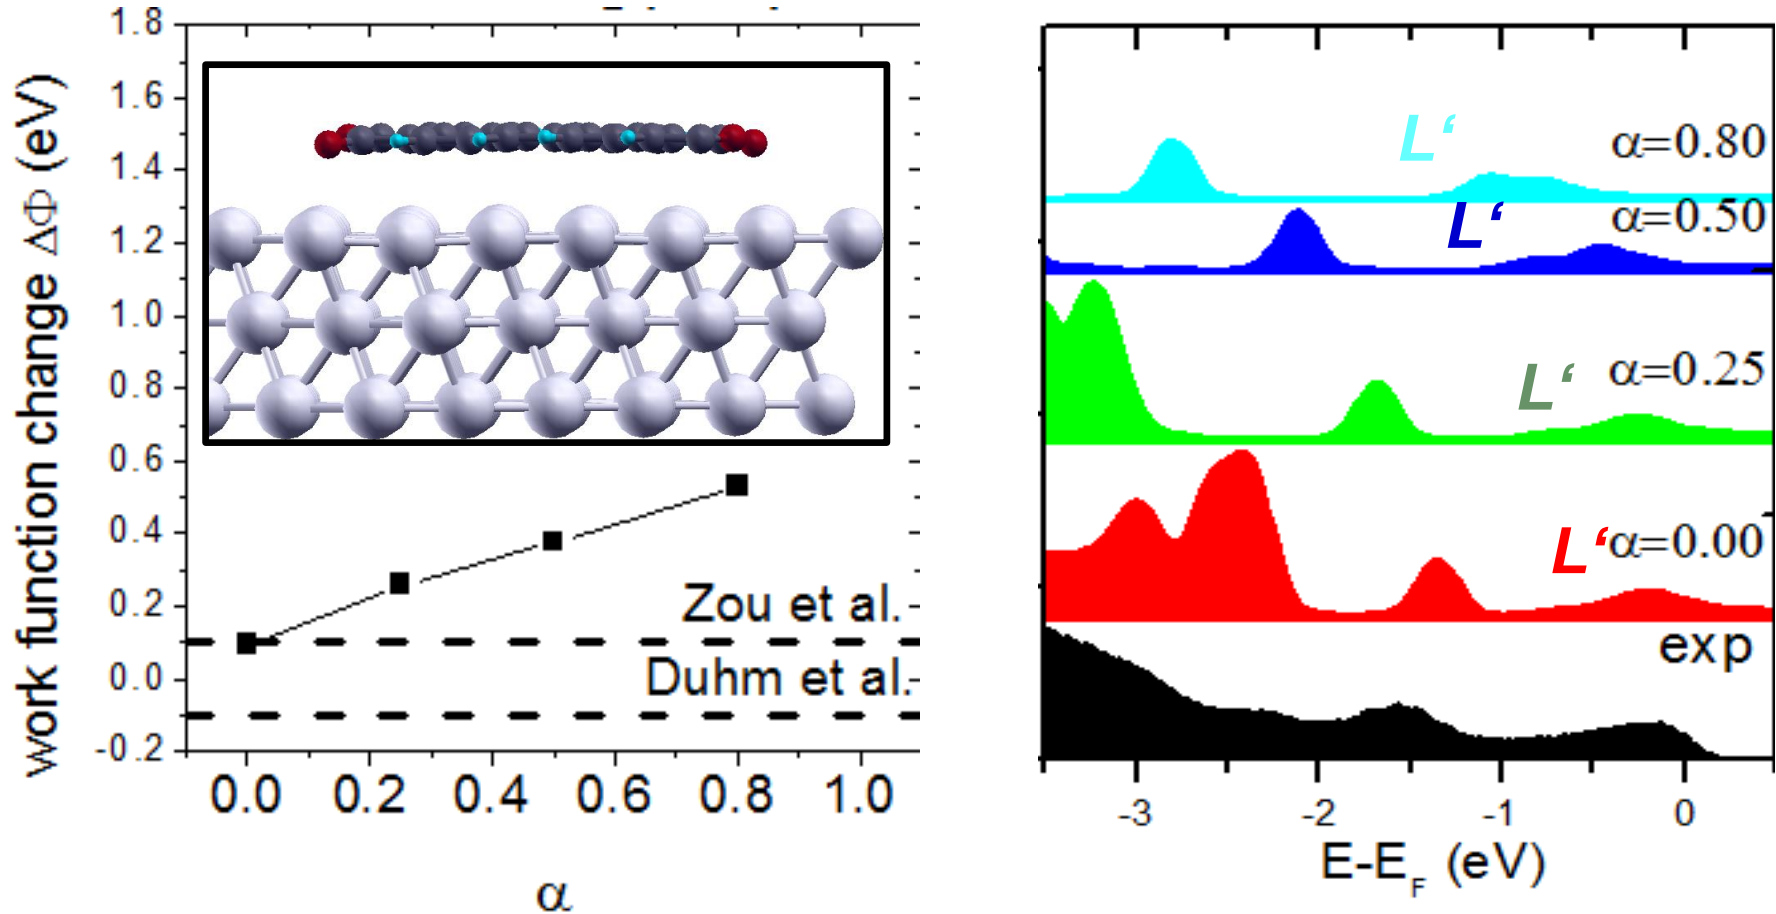 work function change ΔΦ (eV)
1.8
1.6
1.4
1.2
1.0
0.8
0.6
0.4
0.2
0.0
-0.2
Zou et al.
Duhm et al.
0.0 0.2 0.4 0.6 0.8 1.0
α
L‘ α=0.80
L‘ α=0.50
L‘ α=0.25
L‘ α=0.00
exp
-3 -2 -1 0
E-E_F (eV)